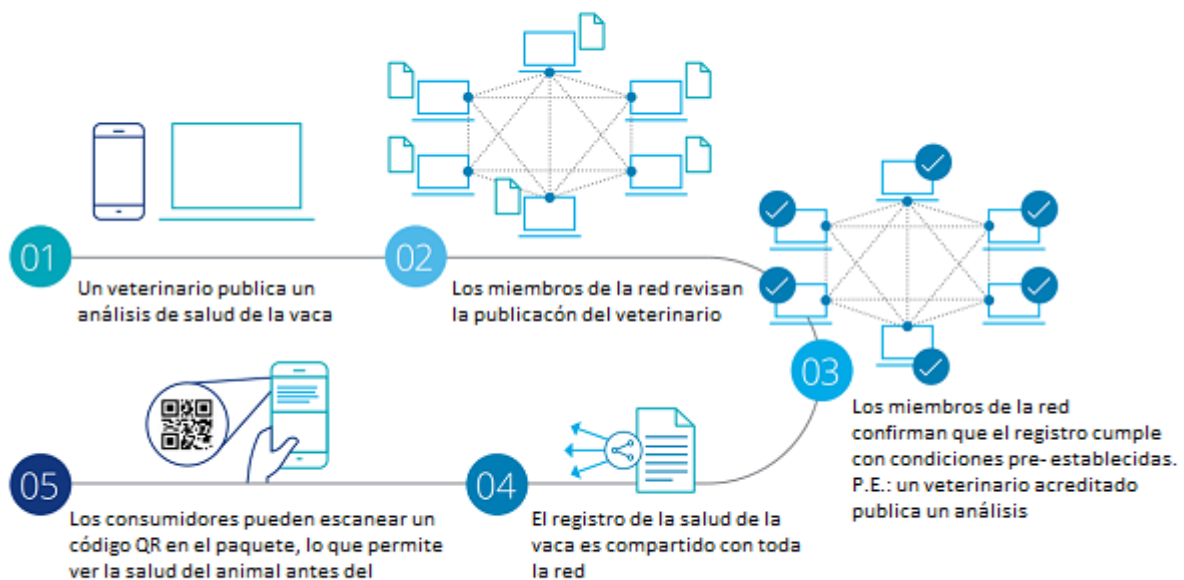 01
Un veterinario publica un
análisis de salud de la vaca
02
Los miembros de la red revisan
la publicacón del veterinario
03
Los miembros de la red
confirman que el registro cumple
con condiciones pre- establecidas.
P.E.: un veterinario acreditado
publica un análisis
04
El registro de la salud de la
vaca es compartido con toda
la red
05
Los consumidores pueden escanear un
código QR en el paquete, lo que permite
ver la salud del animal antes del